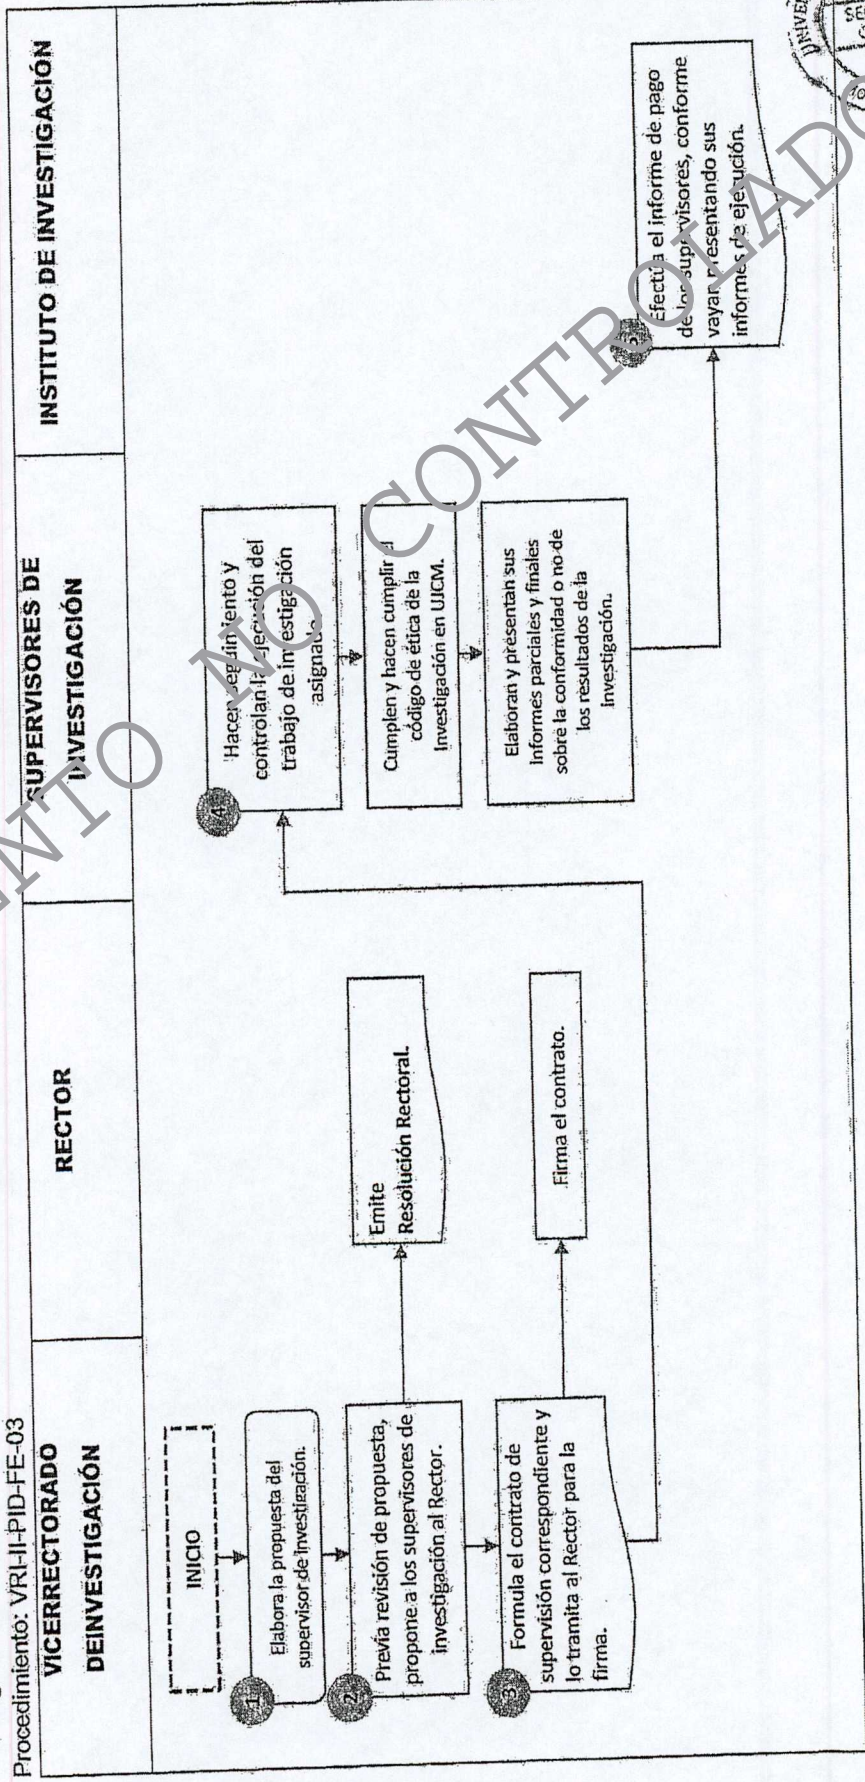 Procedimiento: VRI-II-PID-FE-03
VICERRECTORADO
DEINVESTIGACIÓN
RECTOR
SUPERVISORES DE
INVESTIGACIÓN
INSTITUTO DE INVESTIGACIÓN
INICIO
1
Elabora la propuesta del
supervisor de investigación.
2
Previa revisión de propuesta,
propone a los supervisores de
investigación al Rector.
Emite
Resolución Rectoral.
3
Formula el contrato de
supervisión correspondiente y
lo tramita al Rector para la
firma.
Firma el contrato.
4
Hacen seguimiento y
controlan la ejecución del
trabajo de investigación
asignado.
Cumplen y hacen cumplir el
código de ética de la
Investigación en UJCM.
Elaboran y presentan sus
Informes parciales y finales
sobre la conformidad o no de
los resultados de la
Investigación.
Efectúa el informe de pago
de los supervisores, conforme
vayan presentando sus
informes de ejecución.
NO CONTROLADO